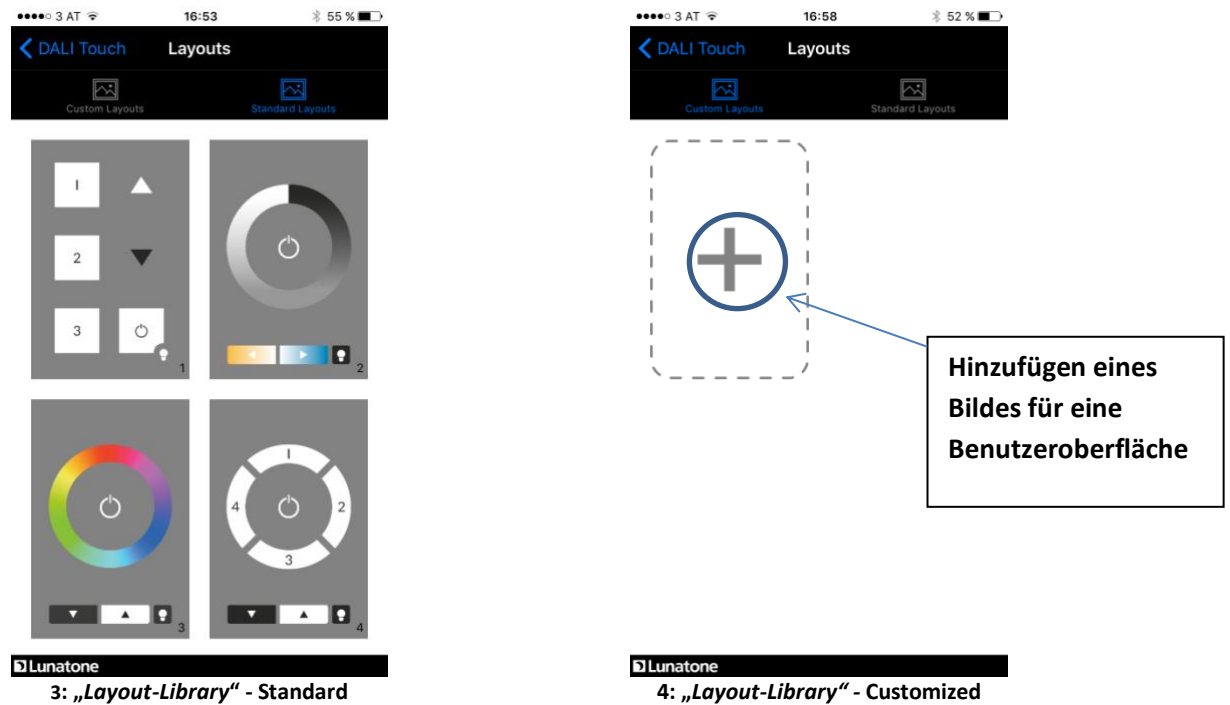 3 AT 16:53 55 %
DALI Touch Layouts
Custom Layouts Standard Layouts
I
2
3
1
2
3
I
4 2
3
4
Lunatone
3: „Layout-Library“ - Standard
3 AT 16:58 52 %
DALI Touch Layouts
Custom Layouts Standard Layouts
Hinzufügen eines
Bildes für eine
Benutzeroberfläche
Lunatone
4: „Layout-Library“ - Customized